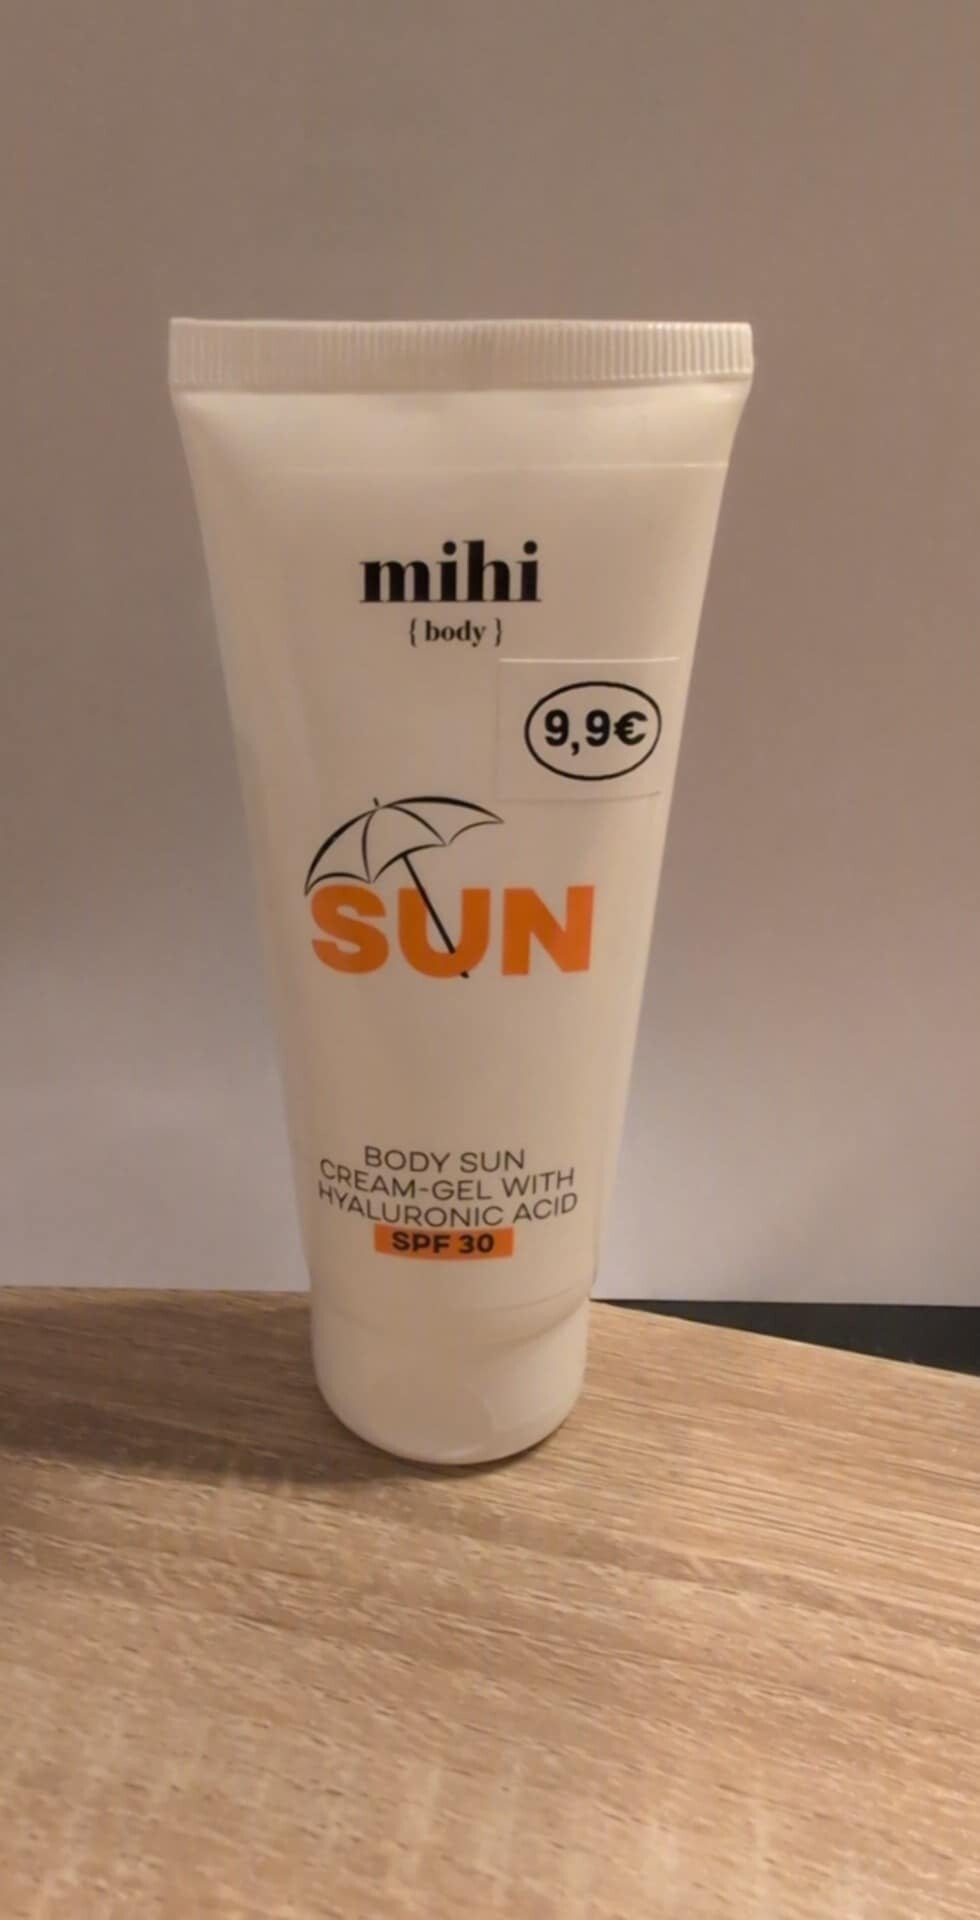 mihi
{ body }
9,9€
SUN
BODY SUN
CREAM-GEL WITH
HYALURONIC ACID
SPF 30